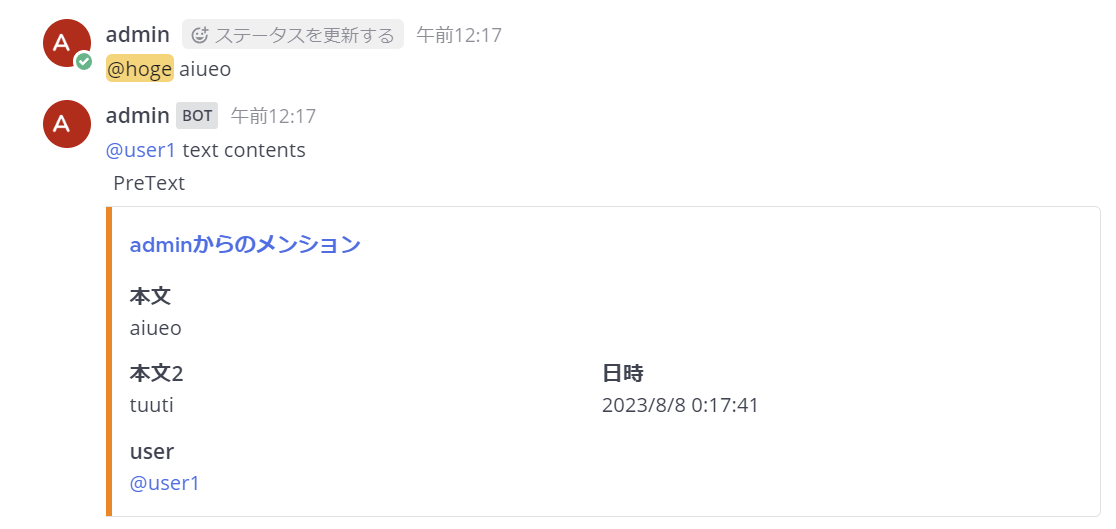 A admin ステータスを更新する 午前12:17
@hoge aiueo
A admin BOT 午前12:17
@user1 text contents
PreText
adminからのメンション
本文
aiueo
本文2 日時
tuuti 2023/8/8 0:17:41
user
@user1